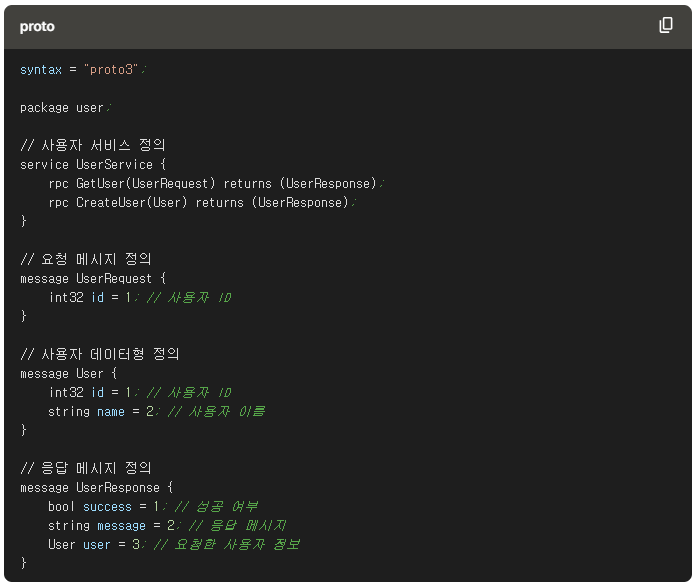 proto
syntax = "proto3";
package user;
// 사용자 서비스 정의
service UserService {
rpc GetUser(UserRequest) returns (UserResponse);
rpc CreateUser(User) returns (UserResponse);
}
// 요청 메시지 정의
message UserRequest {
int32 id = 1; // 사용자 ID
}
// 사용자 데이터형 정의
message User {
int32 id = 1; // 사용자 ID
string name = 2; // 사용자 이름
}
// 응답 메시지 정의
message UserResponse {
bool success = 1; // 성공 여부
string message = 2; // 응답 메시지
User user = 3; // 요청한 사용자 정보
}